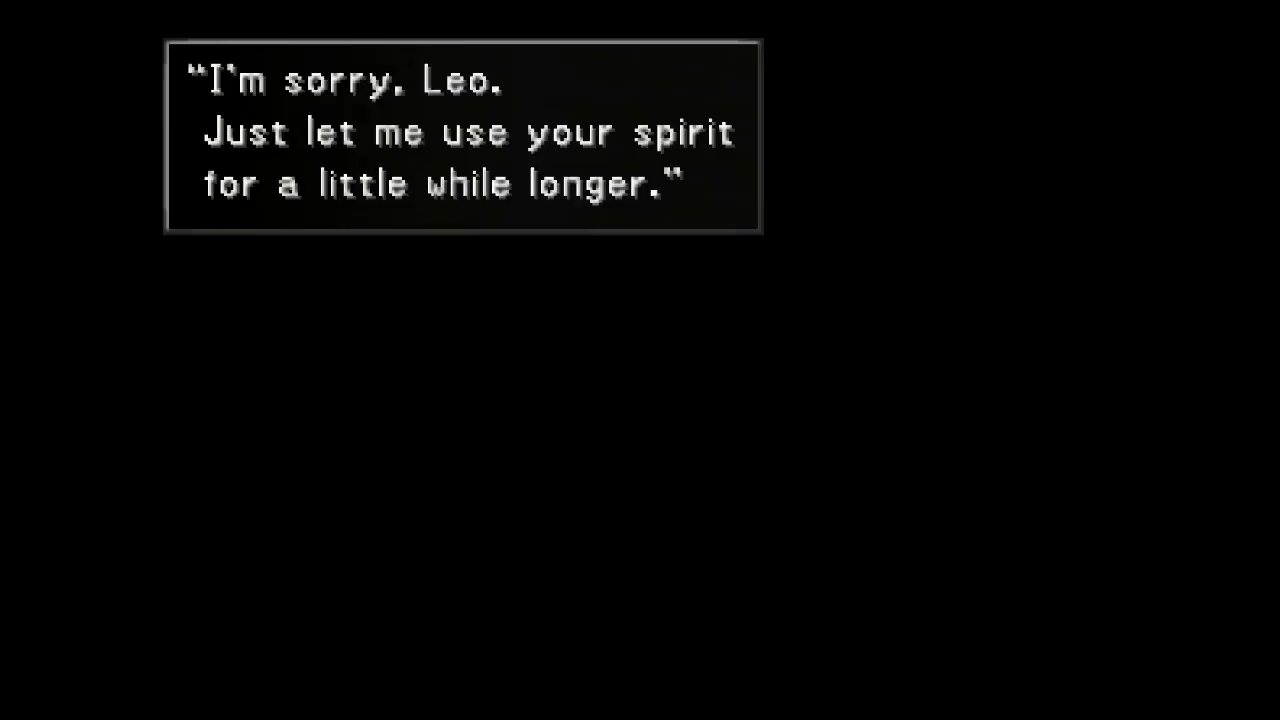 “I'm sorry, Leo.
Just let me use your spirit
for a little while longer.”